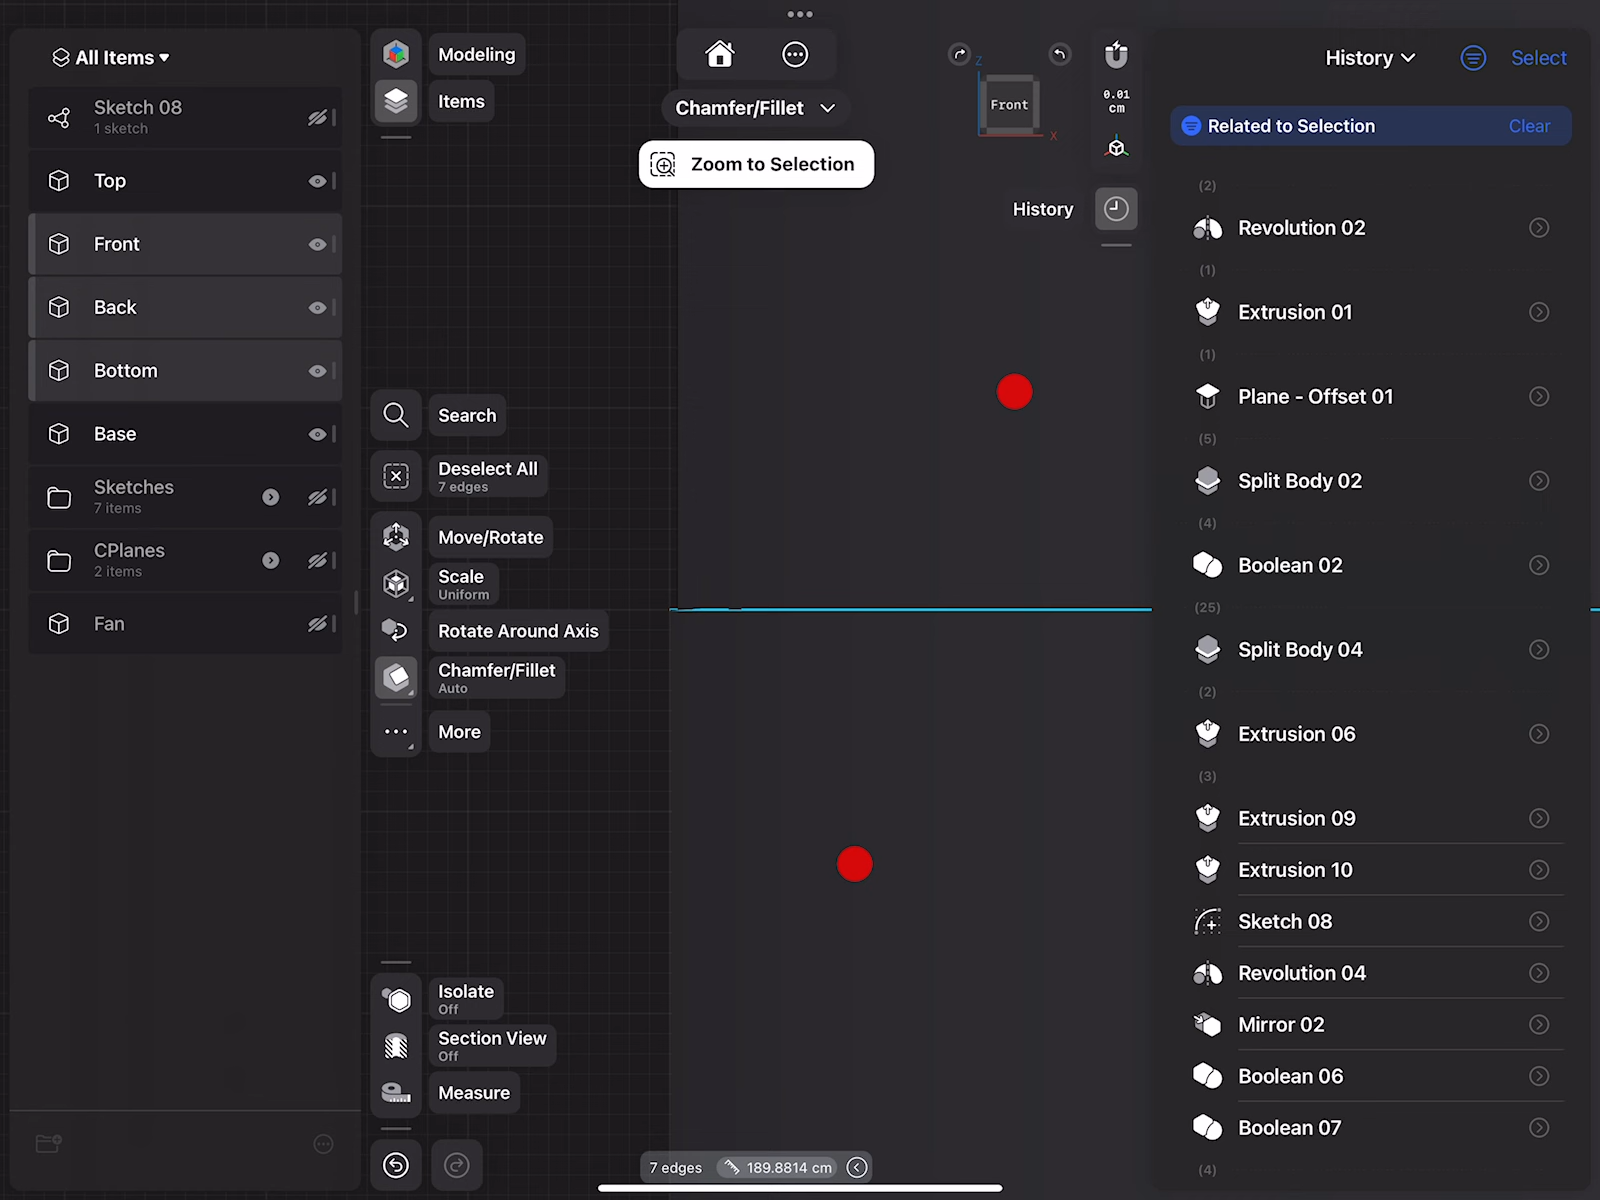 All Items
Sketch 08
1 sketch
Top
Front
Back
Bottom
Base
Sketches
7 items
CPlanes
2 items
Fan
Modeling
Items
Search
Deselect All
7 edges
Move/Rotate
Scale
Uniform
Rotate Around Axis
Chamfer/Fillet
Auto
More
Isolate
Off
Section View
Off
Measure
Chamfer/Fillet
Zoom to Selection
Z
Front
X
0.01
cm
History
7 edges
189.8814 cm
History
Select
Related to Selection
Clear
(2)
Revolution 02
(1)
Extrusion 01
(1)
Plane - Offset 01
(5)
Split Body 02
(4)
Boolean 02
(25)
Split Body 04
(2)
Extrusion 06
(3)
Extrusion 09
Extrusion 10
Sketch 08
Revolution 04
Mirror 02
Boolean 06
Boolean 07
(4)